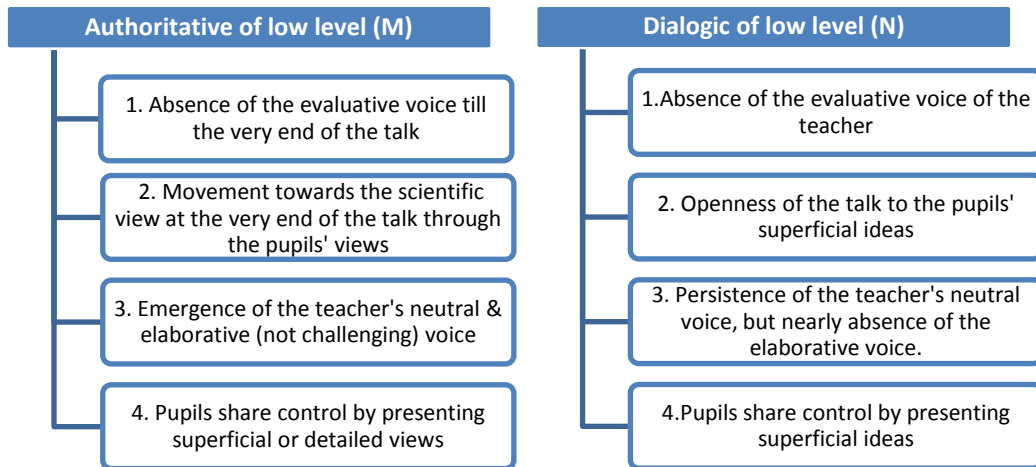 Authoritative of low level (M)
1. Absence of the evaluative voice till
the very end of the talk
2. Movement towards the scientific
view at the very end of the talk through
the pupils' views
3. Emergence of the teacher's neutral &
elaborative (not challenging) voice
4. Pupils share control by presenting
superficial or detailed views
Dialogic of low level (N)
1.Absence of the evaluative voice of the
teacher
2. Openness of the talk to the pupils'
superficial ideas
3. Persistence of the teacher's neutral
voice, but nearly absence of the
elaborative voice.
4.Pupils share control by presenting
superficial ideas